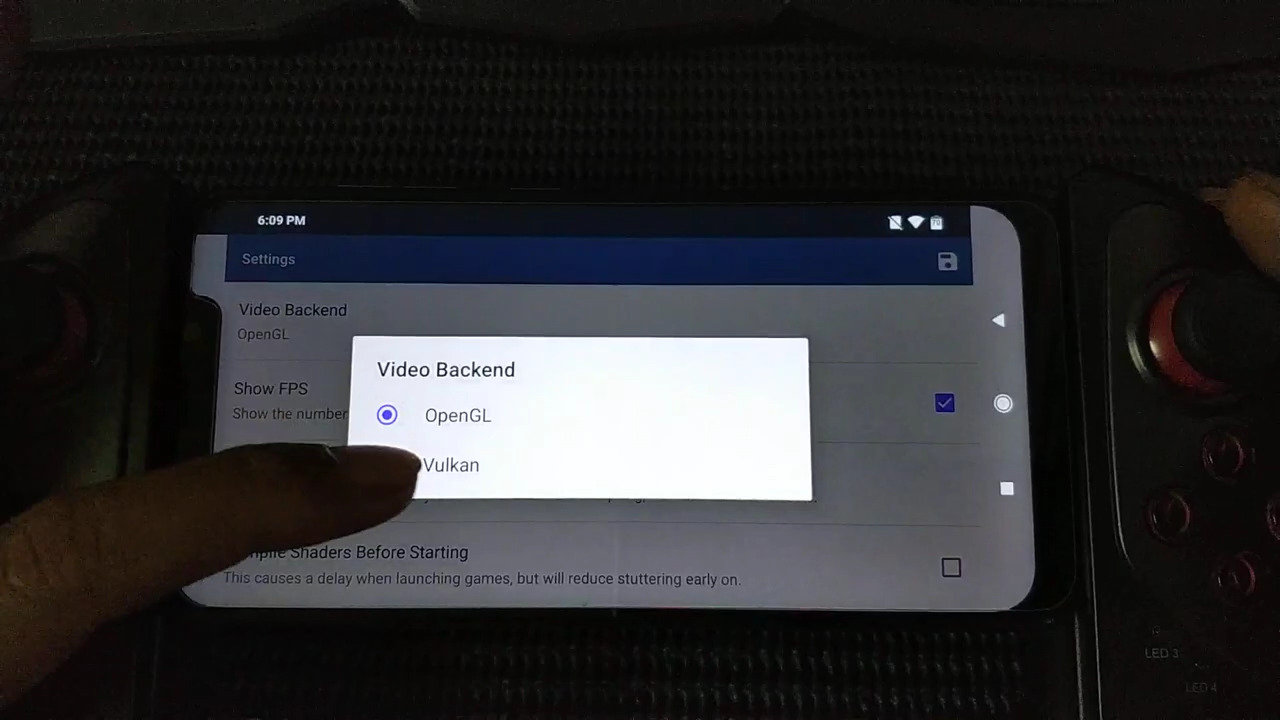 6:09 PM
Settings
Video Backend
OpenGL
Video Backend
Show FPS
Show the number
OpenGL
Vulkan
Shaders Before Starting
This causes a delay when launching games, but will reduce stuttering early on.
LED 3
LED 4